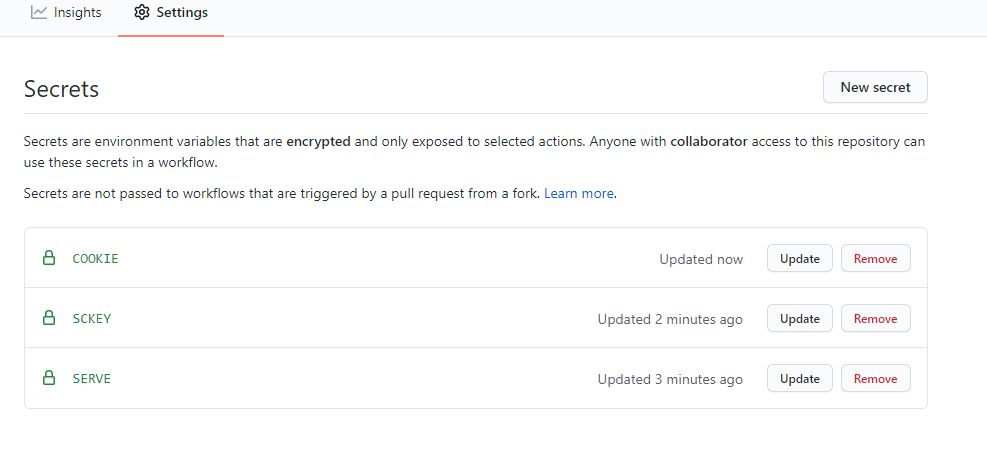 Insights Settings
Secrets New secret
Secrets are environment variables that are encrypted and only exposed to selected actions. Anyone with collaborator access to this repository can
use these secrets in a workflow.
Secrets are not passed to workflows that are triggered by a pull request from a fork. Learn more.
COOKIE Updated now Update Remove
SCKEY Updated 2 minutes ago Update Remove
SERVE Updated 3 minutes ago Update Remove